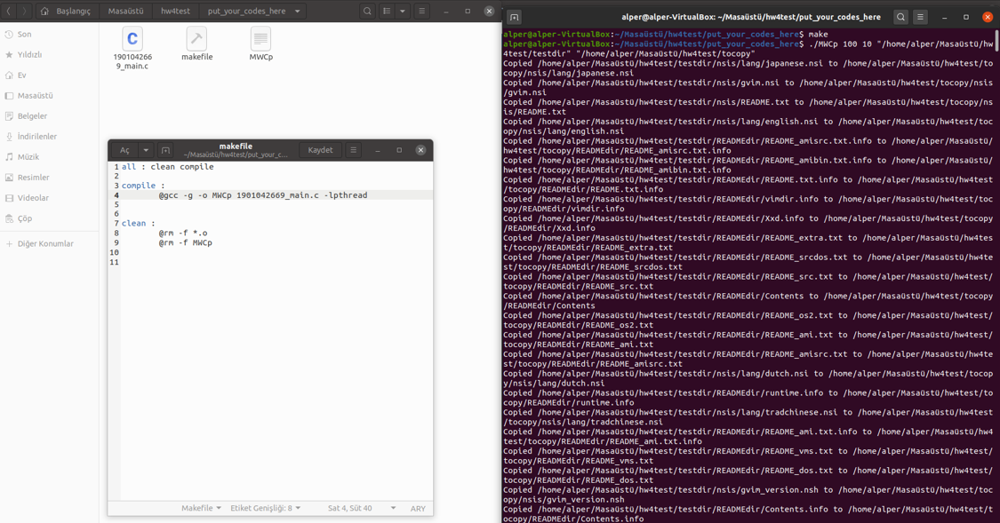 Başlangıç Masaüstü hw4test put_your_codes_here
Son
Yıldızlı
Ev
Masaüstü
Belgeler
İndirilenler
Müzik
Resimler
Videolar
Çöp
Diğer Konumlar
C
190104266
9_main.c
makefile
MWCp
Aç
makefile
~/Masaüstü/hw4test/put_your_c…
Kaydet
1 all : clean compile
2
3 compile :
4 @gcc -g -o MWCp 1901042669_main.c -lpthread
5
6
7 clean :
8 @rm -f *.o
9 @rm -f MWCp
10
11
Makefile Etiket Genişliği: 8 Sat 4, Süt 40 ARY
alper@alper-VirtualBox: ~/Masaüstü/hw4test/put_your_codes_here
alper@alper-VirtualBox:~/Masaüstü/hw4test/put_your_codes_here$ make
alper@alper-VirtualBox:~/Masaüstü/hw4test/put_your_codes_here$ ./MWCp 100 10 "/home/alper/Masaüstü/hw
4test/testdir" "/home/alper/Masaüstü/hw4test/tocopy"
Copied /home/alper/Masaüstü/hw4test/testdir/nsis/lang/japanese.nsi to /home/alper/Masaüstü/hw4test/to
copy/nsis/lang/japanese.nsi
Copied /home/alper/Masaüstü/hw4test/testdir/nsis/gvim.nsi to /home/alper/Masaüstü/hw4test/tocopy/nsis
/gvim.nsi
Copied /home/alper/Masaüstü/hw4test/testdir/nsis/README.txt to /home/alper/Masaüstü/hw4test/tocopy/ns
is/README.txt
Copied /home/alper/Masaüstü/hw4test/testdir/nsis/lang/english.nsi to /home/alper/Masaüstü/hw4test/toc
opy/nsis/lang/english.nsi
Copied /home/alper/Masaüstü/hw4test/testdir/READMEdir/README_amisrc.txt.info to /home/alper/Masaüstü/
hw4test/tocopy/READMEdir/README_amisrc.txt.info
Copied /home/alper/Masaüstü/hw4test/testdir/READMEdir/README_amibin.txt.info to /home/alper/Masaüstü/
hw4test/tocopy/READMEdir/README_amibin.txt.info
Copied /home/alper/Masaüstü/hw4test/testdir/READMEdir/README.txt.info to /home/alper/Masaüstü/hw4test
/tocopy/READMEdir/README.txt.info
Copied /home/alper/Masaüstü/hw4test/testdir/READMEdir/vimdir.info to /home/alper/Masaüstü/hw4test/toc
opy/READMEdir/vimdir.info
Copied /home/alper/Masaüstü/hw4test/testdir/READMEdir/Xxd.info to /home/alper/Masaüstü/hw4test/tocopy
/READMEdir/Xxd.info
Copied /home/alper/Masaüstü/hw4test/testdir/READMEdir/README_extra.txt to /home/alper/Masaüstü/hw4tes
t/tocopy/READMEdir/README_extra.txt
Copied /home/alper/Masaüstü/hw4test/testdir/READMEdir/README_srcdos.txt to /home/alper/Masaüstü/hw4te
st/tocopy/READMEdir/README_srcdos.txt
Copied /home/alper/Masaüstü/hw4test/testdir/READMEdir/README_src.txt to /home/alper/Masaüstü/hw4test/
tocopy/READMEdir/README_src.txt
Copied /home/alper/Masaüstü/hw4test/testdir/READMEdir/Contents to /home/alper/Masaüstü/hw4test/tocopy
/READMEdir/Contents
Copied /home/alper/Masaüstü/hw4test/testdir/READMEdir/README_os2.txt to /home/alper/Masaüstü/hw4test/
tocopy/READMEdir/README_os2.txt
Copied /home/alper/Masaüstü/hw4test/testdir/READMEdir/README_ami.txt to /home/alper/Masaüstü/hw4test/
tocopy/READMEdir/README_ami.txt
Copied /home/alper/Masaüstü/hw4test/testdir/READMEdir/README_amisrc.txt to /home/alper/Masaüstü/hw4te
st/tocopy/READMEdir/README_amisrc.txt
Copied /home/alper/Masaüstü/hw4test/testdir/nsis/lang/dutch.nsi to /home/alper/Masaüstü/hw4test/tocop
y/nsis/lang/dutch.nsi
Copied /home/alper/Masaüstü/hw4test/testdir/READMEdir/runtime.info to /home/alper/Masaüstü/hw4test/to
copy/READMEdir/runtime.info
Copied /home/alper/Masaüstü/hw4test/testdir/nsis/lang/tradchinese.nsi to /home/alper/Masaüstü/hw4test
/tocopy/nsis/lang/tradchinese.nsi
Copied /home/alper/Masaüstü/hw4test/testdir/READMEdir/README_ami.txt.info to /home/alper/Masaüstü/hw4
test/tocopy/READMEdir/README_ami.txt.info
Copied /home/alper/Masaüstü/hw4test/testdir/READMEdir/README_vms.txt to /home/alper/Masaüstü/hw4test/
tocopy/READMEdir/README_vms.txt
Copied /home/alper/Masaüstü/hw4test/testdir/READMEdir/README_dos.txt to /home/alper/Masaüstü/hw4test/
tocopy/READMEdir/README_dos.txt
Copied /home/alper/Masaüstü/hw4test/testdir/nsis/gvim_version.nsh to /home/alper/Masaüstü/hw4test/toc
opy/nsis/gvim_version.nsh
Copied /home/alper/Masaüstü/hw4test/testdir/READMEdir/Contents.info to /home/alper/Masaüstü/hw4test/t
ocopy/READMEdir/Contents.info